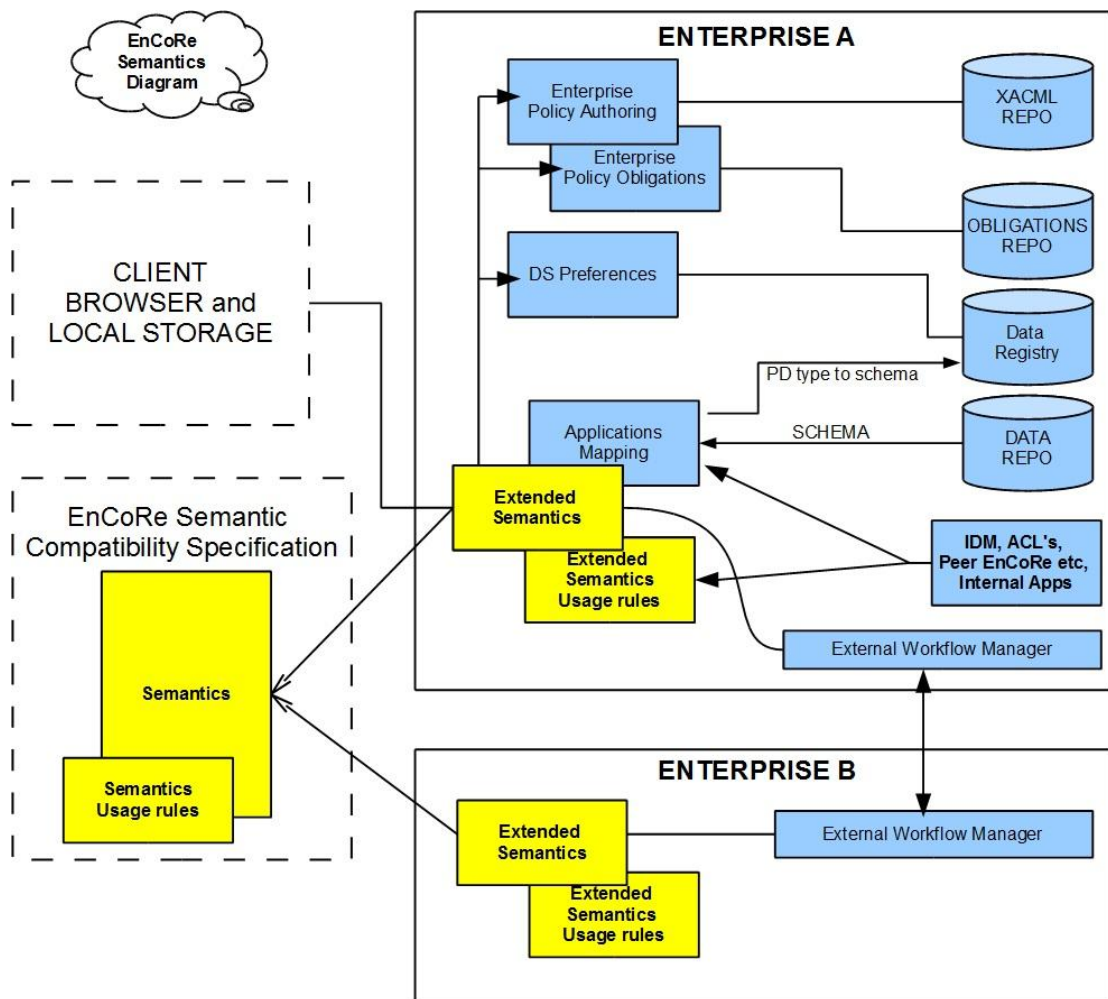 EnCoRe
Semantics
Diagram
ENTERPRISE A
Enterprise
Policy Authoring
XACML
REPO
Enterprise
Policy Obligations
OBLIGATIONS
REPO
CLIENT
BROWSER and
LOCAL STORAGE
DS Preferences
Data
Registry
PD type to schema
Applications
Mapping
SCHEMA
DATA
REPO
Extended
Semantics
Extended
Semantics
Usage rules
IDM, ACL's,
Peer EnCoRe etc,
Internal Apps
External Workflow Manager
EnCoRe Semantic
Compatibility Specification
Semantics
Semantics
Usage rules
ENTERPRISE B
Extended
Semantics
External Workflow Manager
Extended
Semantics
Usage rules